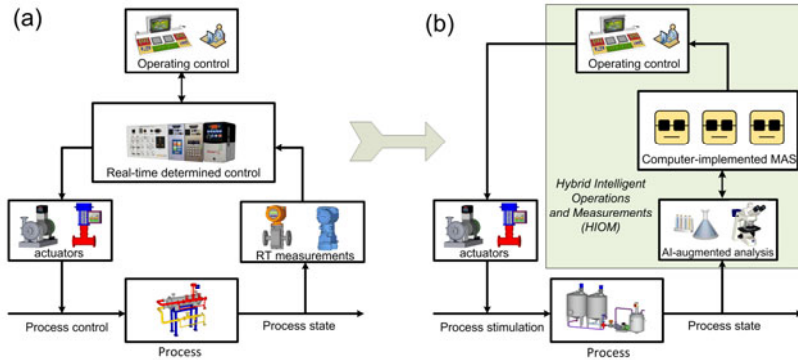 (a)
Operating control
Real-time determined control
actuators
RT measurements
Process control
Process state
Process
(b)
Operating control
Computer-implemented MAS
Hybrid Intelligent
Operations
and Measurements
(HIOM)
actuators
AI-augmented analysis
Process stimulation
Process state
Process